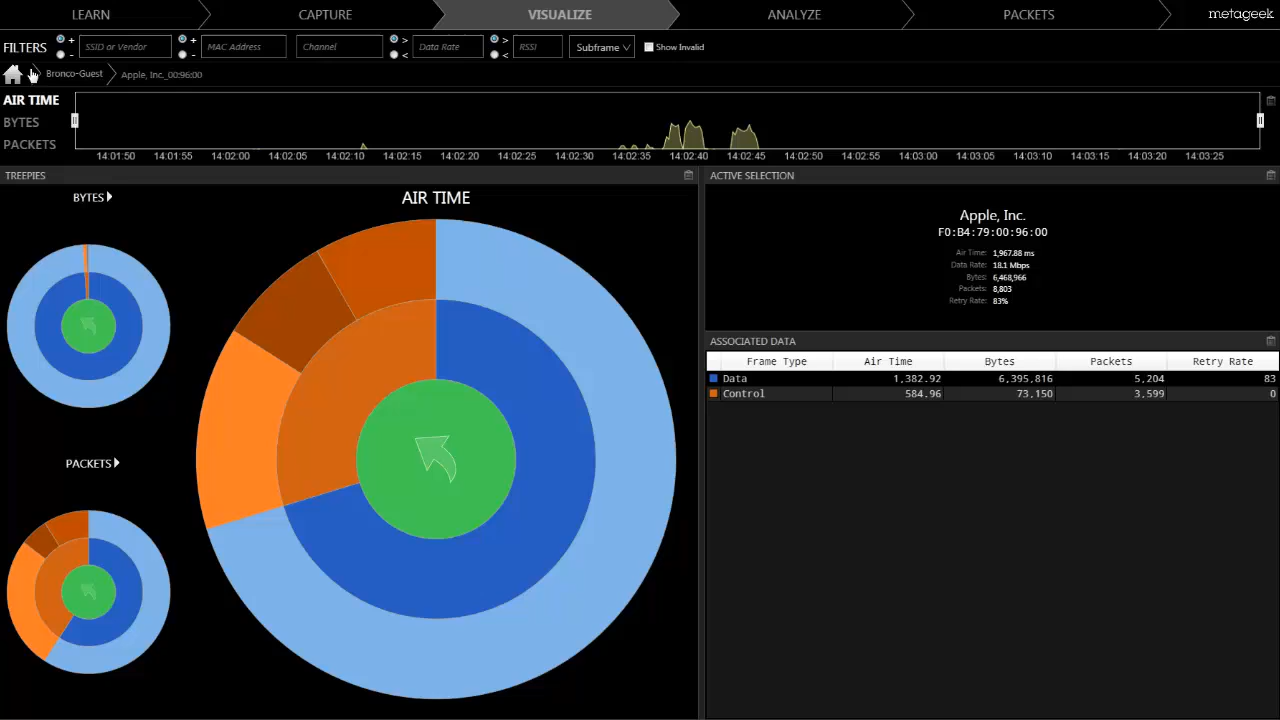 LEARN CAPTURE VISUALIZE ANALYZE PACKETS metageek
FILTERS + - SSID or Vendor + - MAC Address Channel > < Data Rate > < RSSI Subframe Show Invalid
Bronco-Guest Apple, Inc._00:96:00
AIR TIME
BYTES
PACKETS
14:01:50 14:01:55 14:02:00 14:02:05 14:02:10 14:02:15 14:02:20 14:02:25 14:02:30 14:02:35 14:02:40 14:02:45 14:02:50 14:02:55 14:03:00 14:03:05 14:03:10 14:03:15 14:03:20 14:03:25
TREEPIES
BYTES
AIR TIME
PACKETS
ACTIVE SELECTION
Apple, Inc.
F0:B4:79:00:96:00
Air Time: 1,967.88 ms
Data Rate: 18.1 Mbps
Bytes: 6,468,966
Packets: 8,803
Retry Rate: 83%
ASSOCIATED DATA
Frame Type Air Time Bytes Packets Retry Rate
Data 1,382.92 6,395,816 5,204 83
Control 584.96 73,150 3,599 0